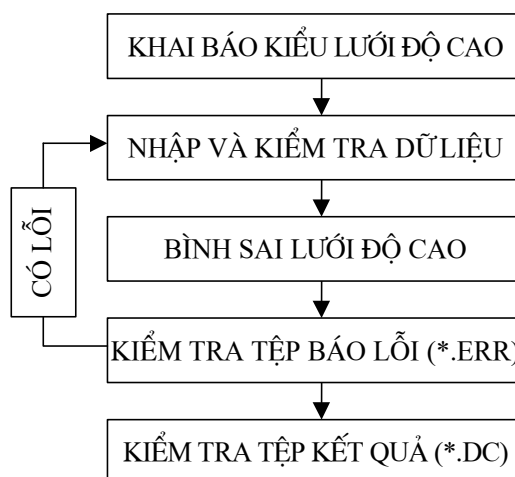 KHAI BÁO KIỂU LƯỚI ĐỘ CAO
NHẬP VÀ KIỂM TRA DỮ LIỆU
BÌNH SAI LƯỚI ĐỘ CAO
CÓ LỖI
KIỂM TRA TỆP BÁO LỖI (*.ERR)
KIỂM TRA TỆP KẾT QUẢ (*.DC)